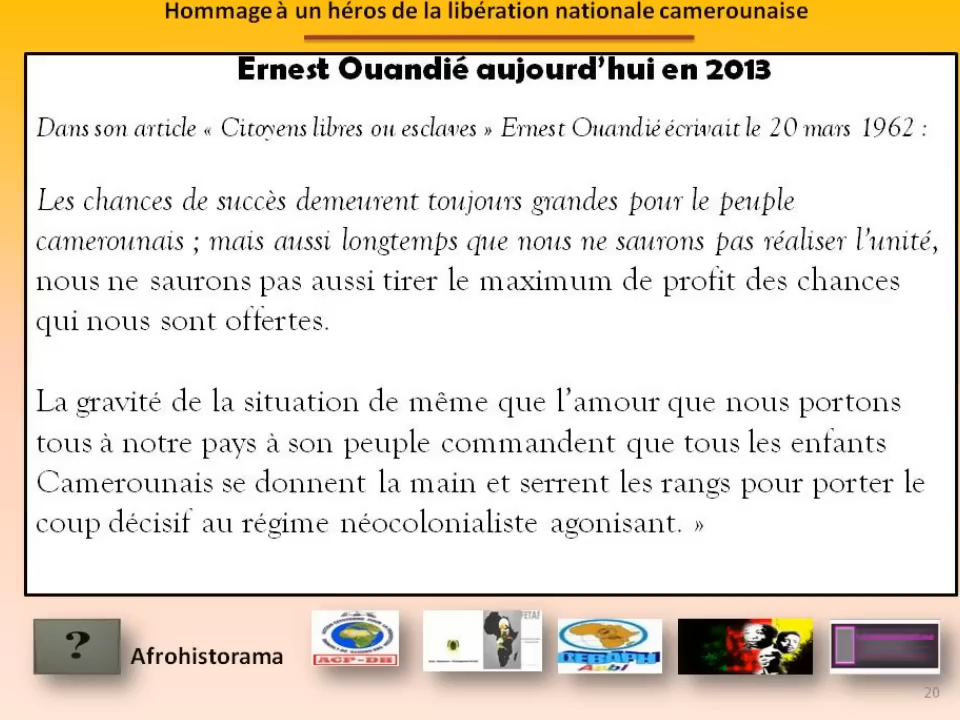 Hommage à un héros de la libération nationale camerounaise
Ernest Ouandié aujourd'hui en 2013
Dans son article « Citoyens libres ou esclaves » Ernest Ouandié écrivait le 20 mars 1962 :
Les chances de succès demeurent toujours grandes pour le peuple
camerounais ; mais aussi longtemps que nous ne saurons pas réaliser l'unité,
nous ne saurons pas aussi tirer le maximum de profit des chances
qui nous sont offertes.
La gravité de la situation de même que l'amour que nous portons
tous à notre pays à son peuple commandent que tous les enfants
Camerounais se donnent la main et serrent les rangs pour porter le
coup décisif au régime néocolonialiste agonisant. »
?
Afrohistorama
ACP-DH
20